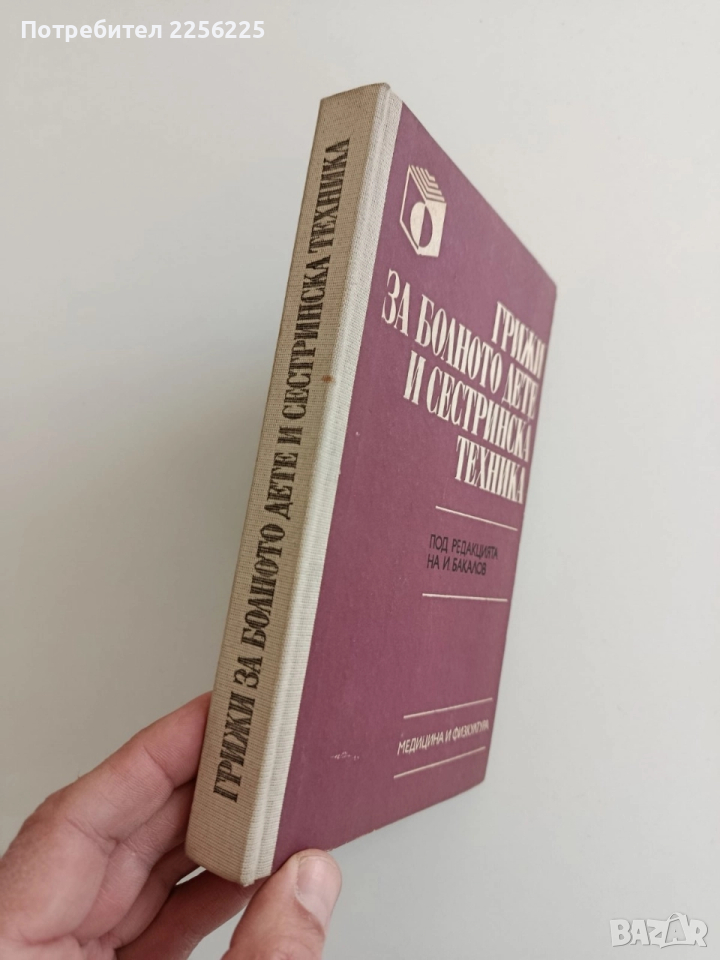 Потребител 2256225
ГРИЖИ ЗА БОЛНОТО ДЕТЕ И СЕСТРИНСКА ТЕХНИКА
ГРИЖИ
ЗА БОЛНОТО ДЕТЕ
И СЕСТРИНСКА
ТЕХНИКА
ПОД РЕДАКЦИЯТА
НА И. БАКАЛОВ
МЕДИЦИНА И ФИЗКУЛТУРА
BAZAR